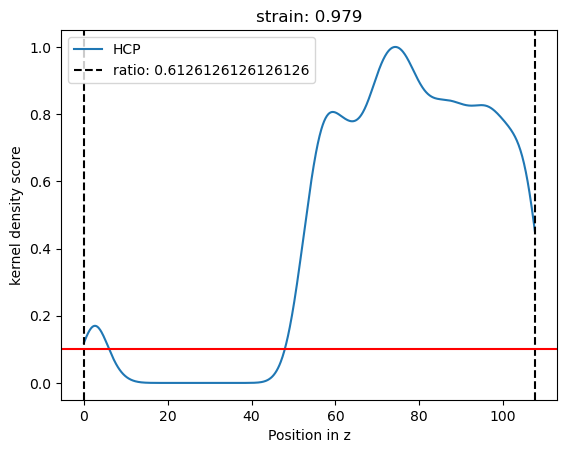 strain: 0.979
HCP
ratio: 0.6126126126126126
1.0
0.8
0.6
0.4
0.2
0.0
kernel density score
0 20 40 60 80 100
Position in z